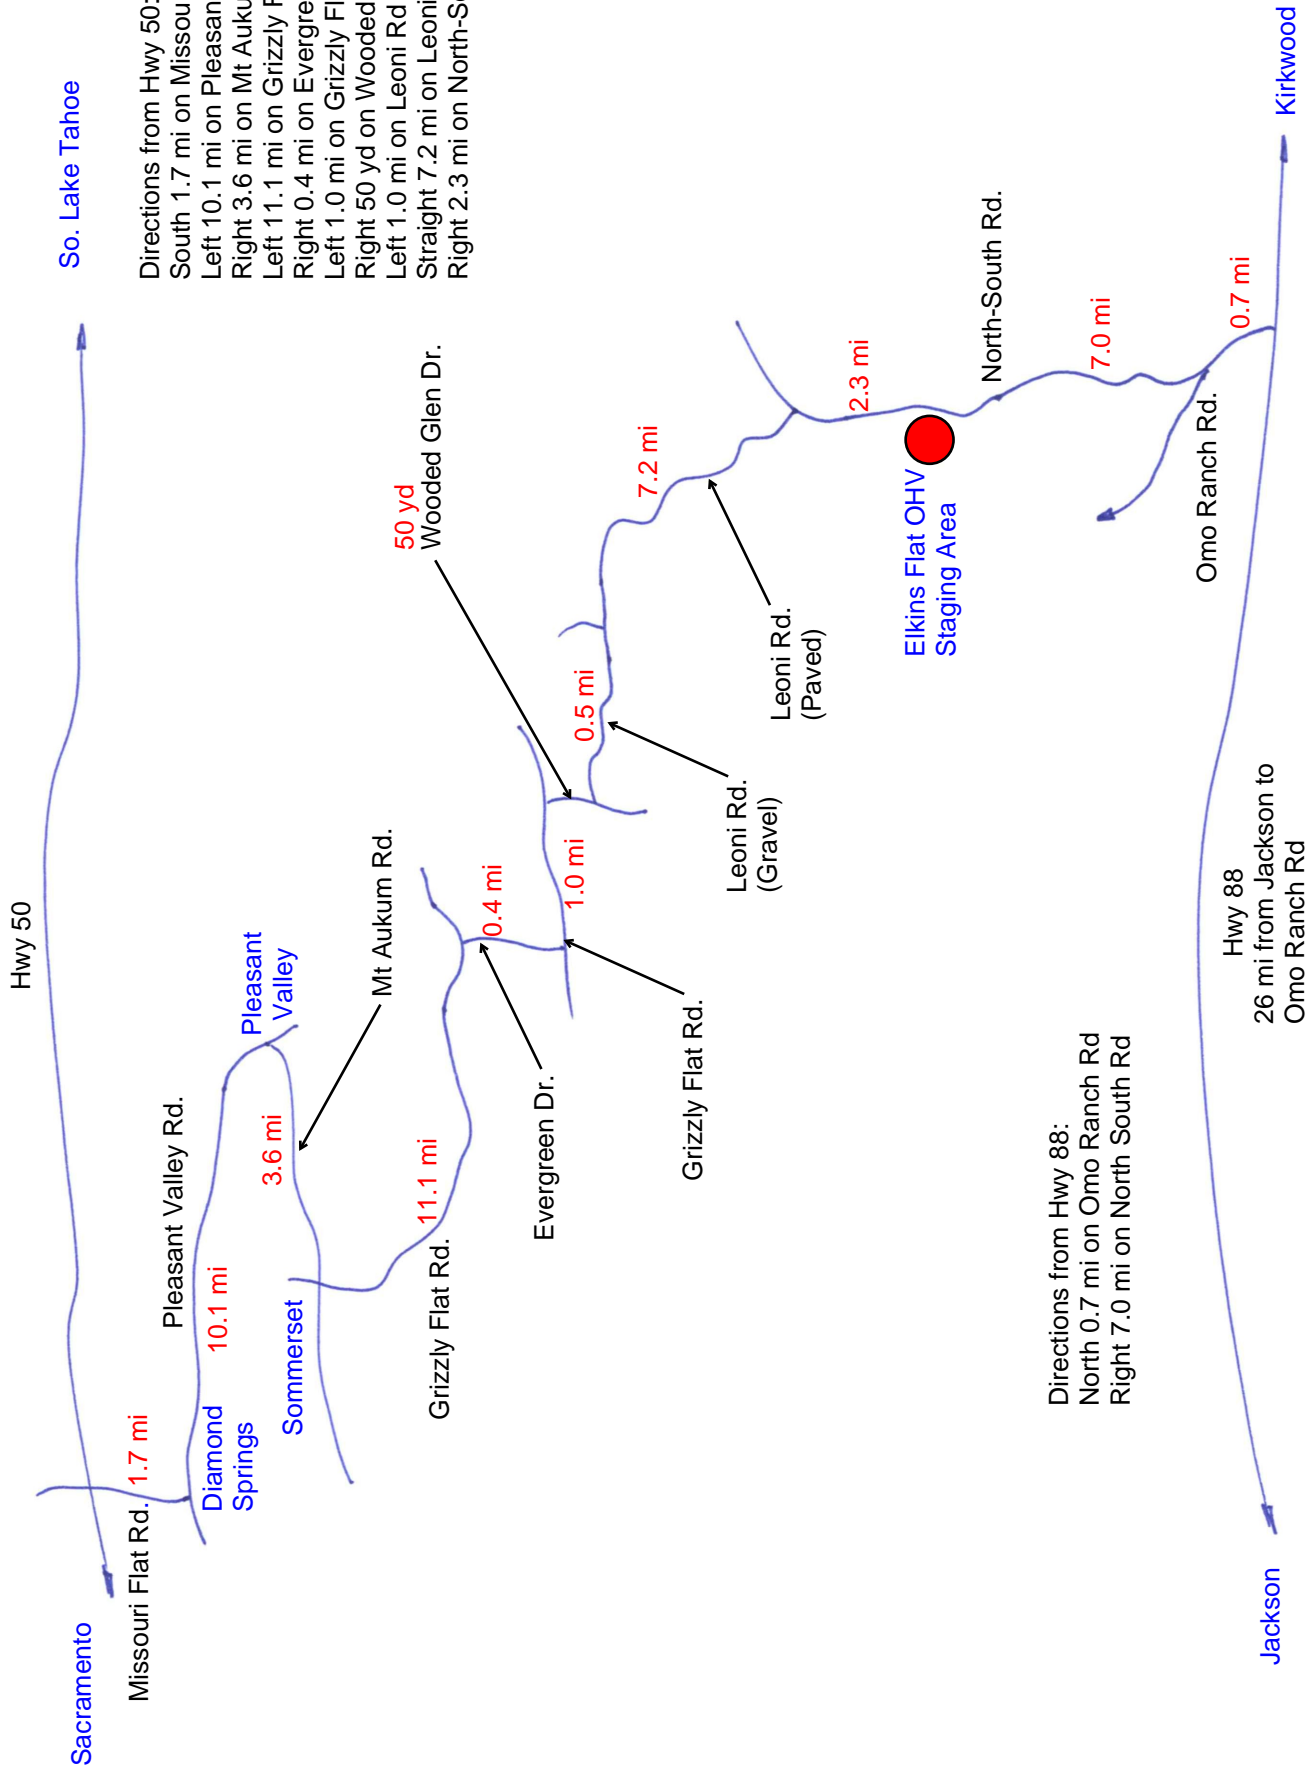 Hwy 50
Sacramento
So. Lake Tahoe
Missouri Flat Rd.
1.7 mi
Diamond
Springs
Pleasant Valley Rd.
10.1 mi
Pleasant
Valley
3.6 mi
Mt Aukum Rd.
Sommerset
Grizzly Flat Rd.
11.1 mi
0.4 mi
Evergreen Dr.
1.0 mi
Grizzly Flat Rd.
50 yd
Wooded Glen Dr.
0.5 mi
Leoni Rd.
(Gravel)
7.2 mi
Leoni Rd.
(Paved)
2.3 mi
Elkins Flat OHV
Staging Area
North-South Rd.
7.0 mi
0.7 mi
Omo Ranch Rd.
Directions from Hwy 50:
South 1.7 mi on Missou
Left 10.1 mi on Pleasan
Right 3.6 mi on Mt Auku
Left 11.1 mi on Grizzly F
Right 0.4 mi on Evergre
Left 1.0 mi on Grizzly Fl
Right 50 yd on Wooded
Left 1.0 mi on Leoni Rd
Straight 7.2 mi on Leoni
Right 2.3 mi on North-S
Directions from Hwy 88:
North 0.7 mi on Omo Ranch Rd
Right 7.0 mi on North South Rd
Jackson
Hwy 88
26 mi from Jackson to
Omo Ranch Rd
Kirkwood